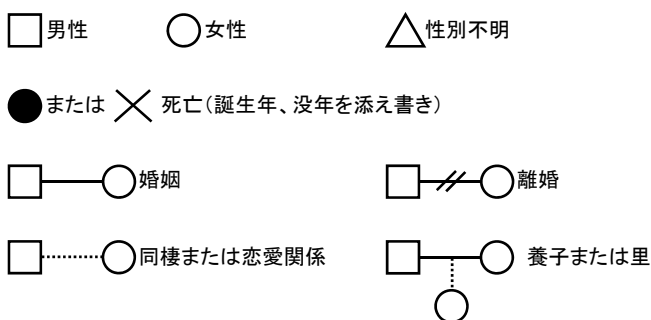 男性 女性 性別不明
または 死亡(誕生年、没年を添え書き)
婚姻 離婚
同棲または恋愛関係 養子または里